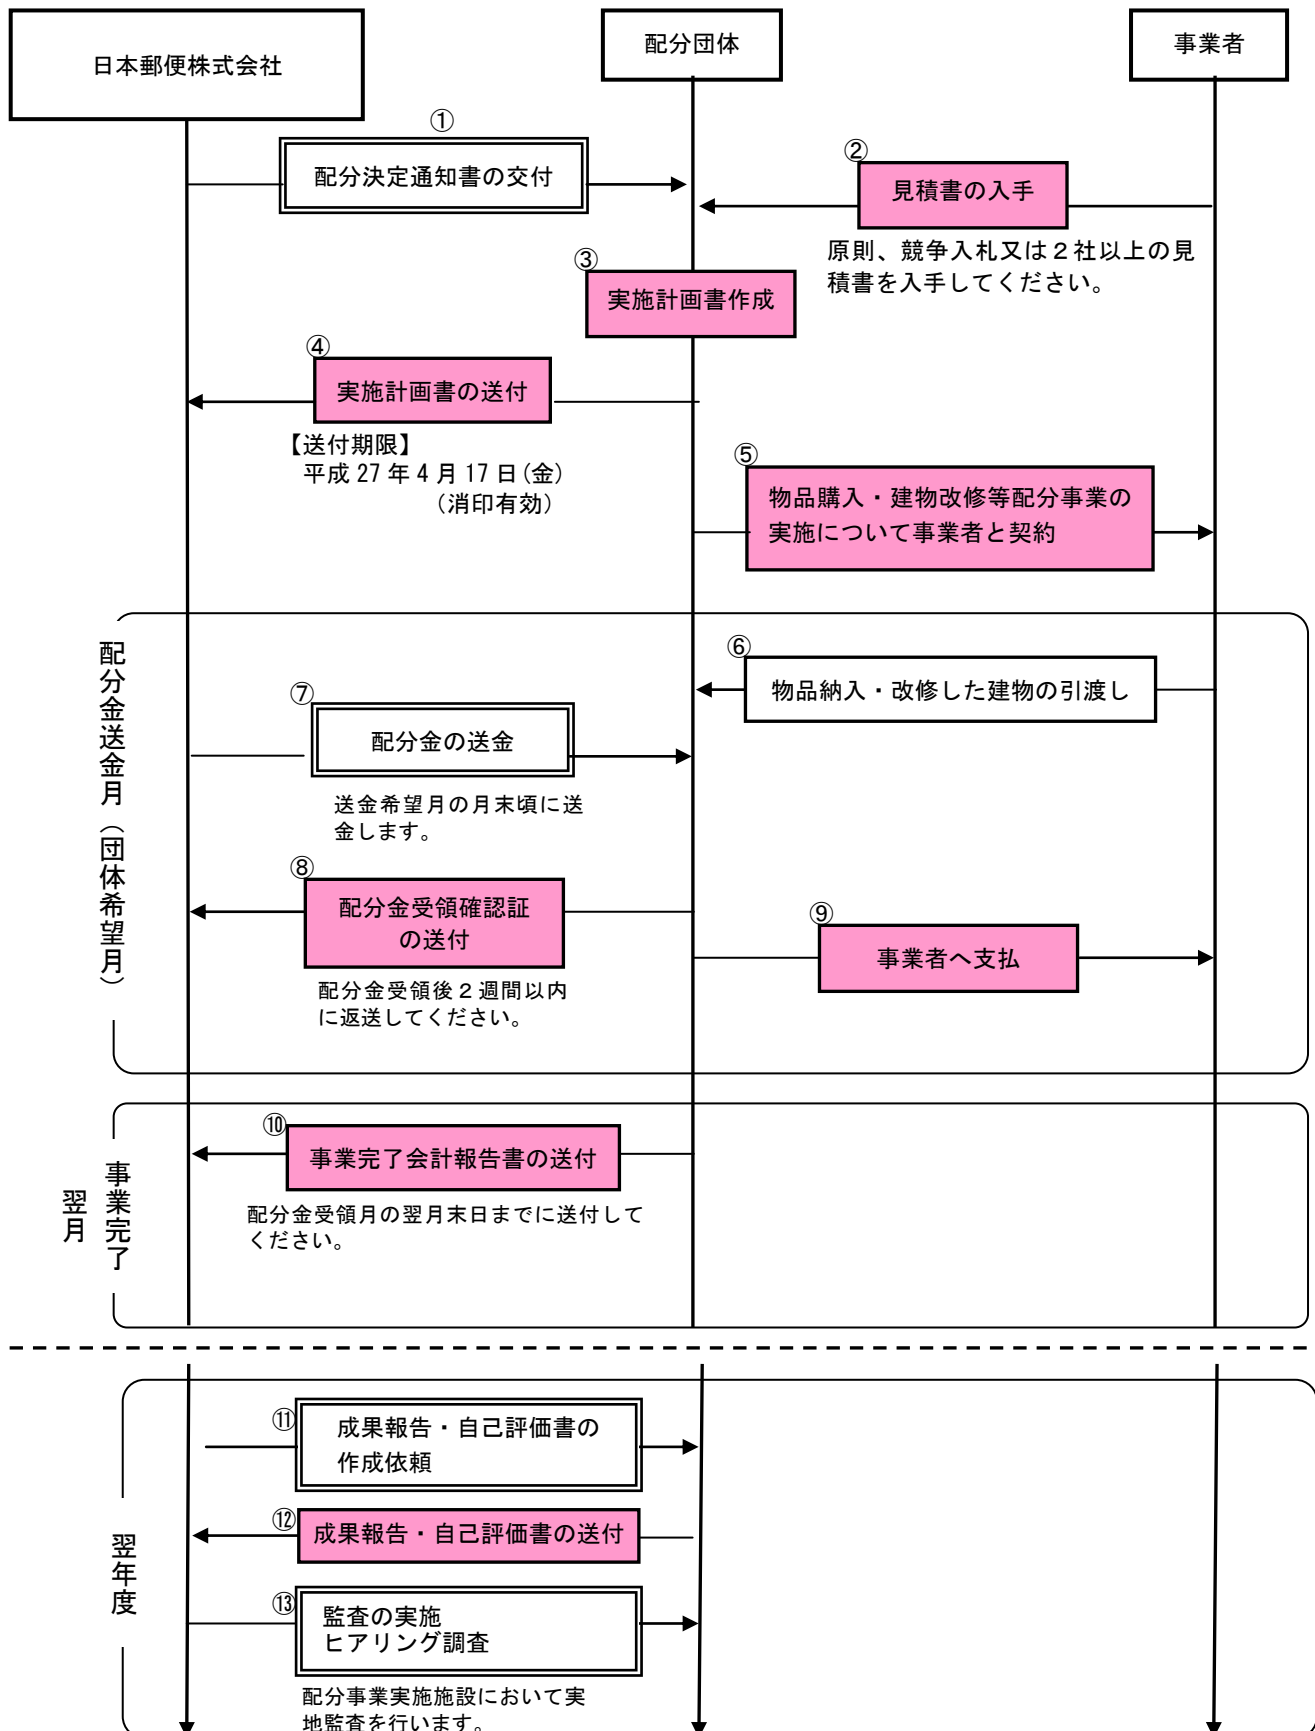 日本郵便株式会社
配分団体
事業者
①
配分決定通知書の交付
②
見積書の入手
原則、競争入札又は２社以上の見
積書を入手してください。
③
実施計画書作成
④
実施計画書の送付
【送付期限】
平成 27 年 4 月 17 日(金)
（消印有効）
⑤
物品購入・建物改修等配分事業の
実施について事業者と契約
配分金送金月（団体希望月）
⑥
物品納入・改修した建物の引渡し
⑦
配分金の送金
送金希望月の月末頃に送
金します。
⑧
配分金受領確認証
の送付
配分金受領後２週間以内
に返送してください。
⑨
事業者へ支払
事業完了
翌月
⑩
事業完了会計報告書の送付
配分金受領月の翌月末日までに送付して
ください。
翌年度
⑪
成果報告・自己評価書の
作成依頼
⑫
成果報告・自己評価書の送付
⑬
監査の実施
ヒアリング調査
配分事業実施施設において実
地監査を行います。